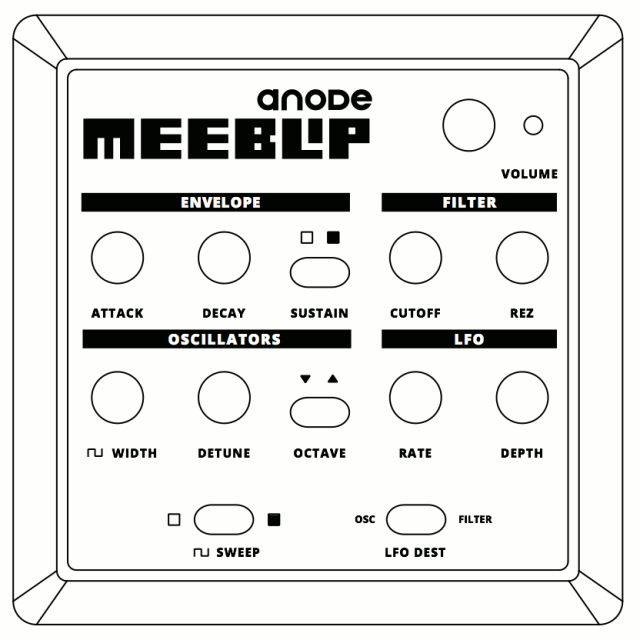 anode
MEEBLIP
VOLUME
ENVELOPE FILTER
ATTACK DECAY SUSTAIN CUTOFF REZ
OSCILLATORS LFO
WIDTH DETUNE OCTAVE RATE DEPTH
OSC FILTER
SWEEP LFO DEST